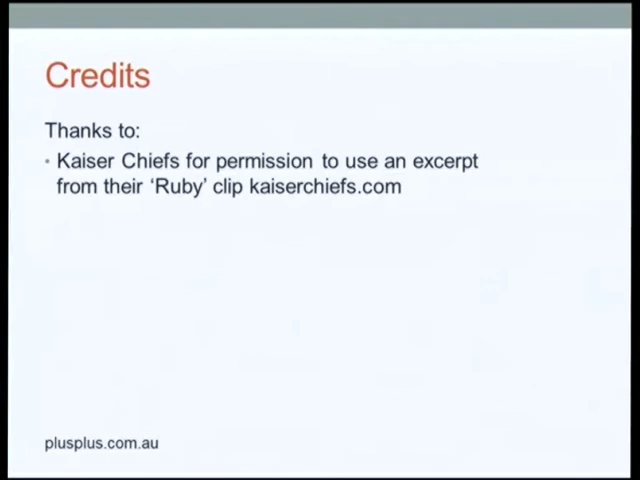 Credits
Thanks to:
• Kaiser Chiefs for permission to use an excerpt
from their ‘Ruby’ clip kaiserchiefs.com
plusplus.com.au